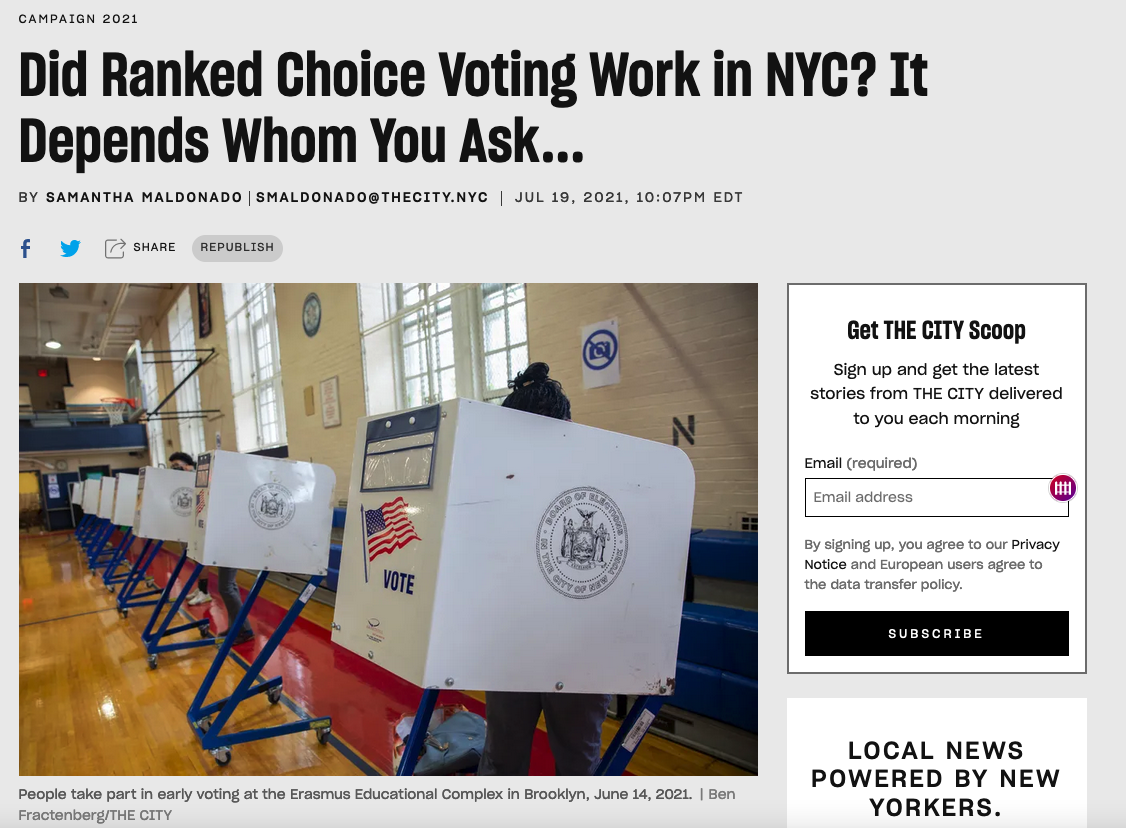 CAMPAIGN 2021
Did Ranked Choice Voting Work in NYC? It
Depends Whom You Ask...
BY SAMANTHA MALDONADO | SMALDONADO@THECITY.NYC | JUL 19, 2021, 10:07PM EDT
SHARE REPUBLISH
N
BOARD OF ELECTIONS
IN THE CITY OF NEW YORK
VOTE
People take part in early voting at the Erasmus Educational Complex in Brooklyn, June 14, 2021. | Ben
Fractenberg/THE CITY
Get THE CITY Scoop
Sign up and get the latest
stories from THE CITY delivered
to you each morning
Email (required)
Email address
By signing up, you agree to our Privacy
Notice and European users agree to
the data transfer policy.
SUBSCRIBE
LOCAL NEWS
POWERED BY NEW
YORKERS.